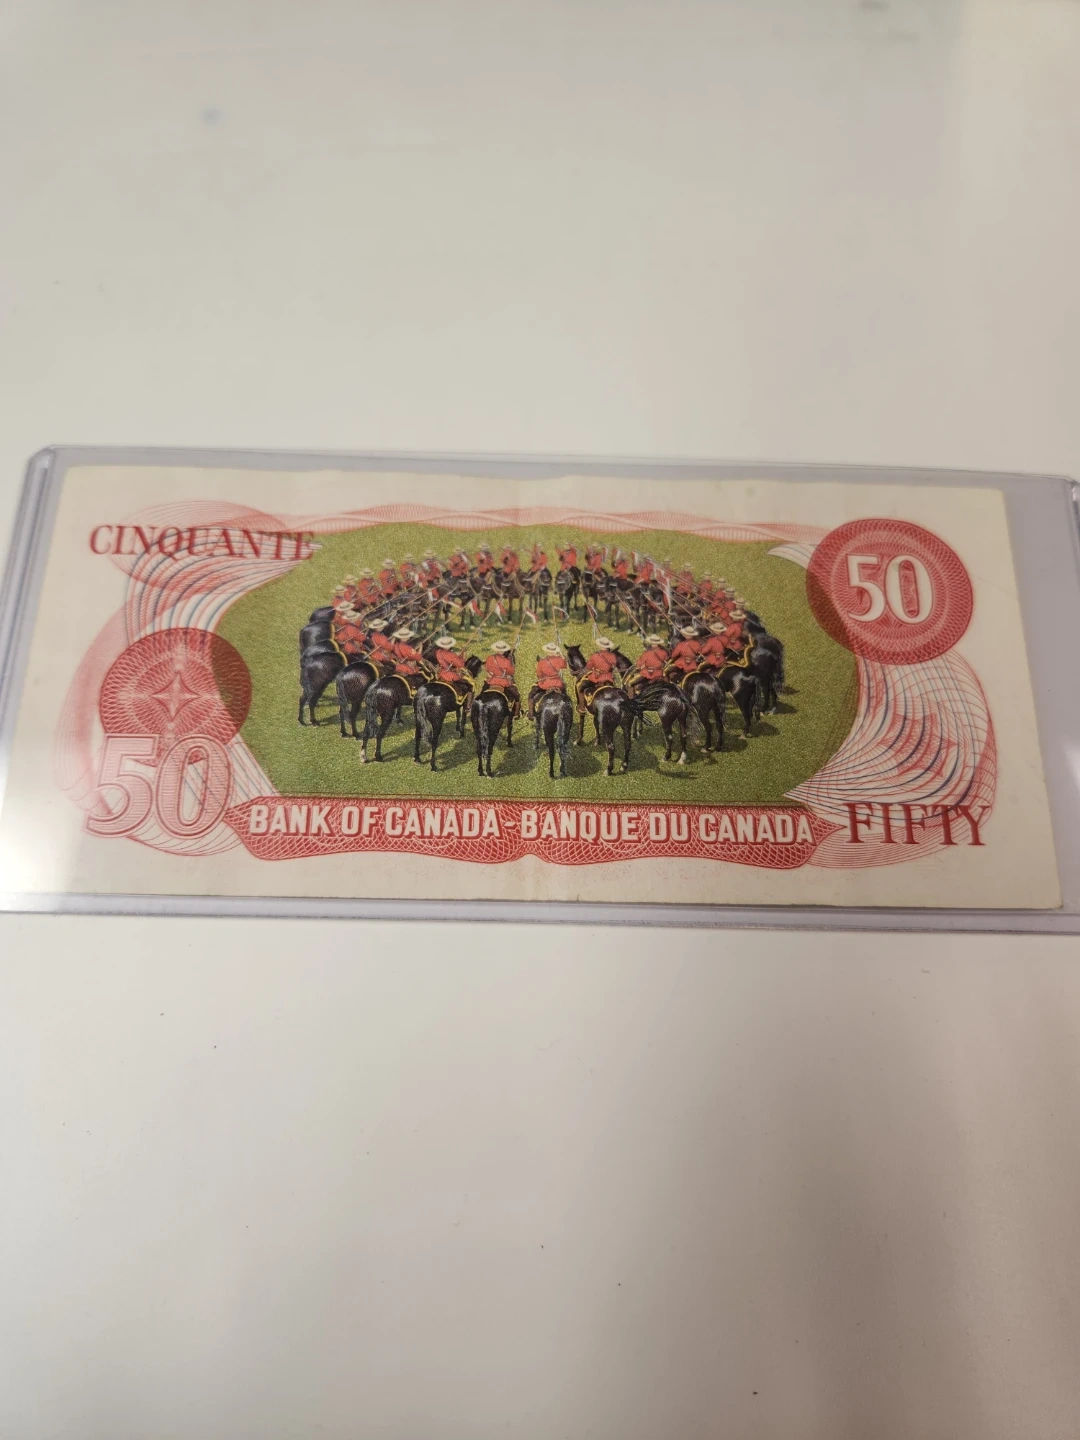 CINQUANTE
50
50
BANK OF CANADA - BANQUE DU CANADA
FIFTY